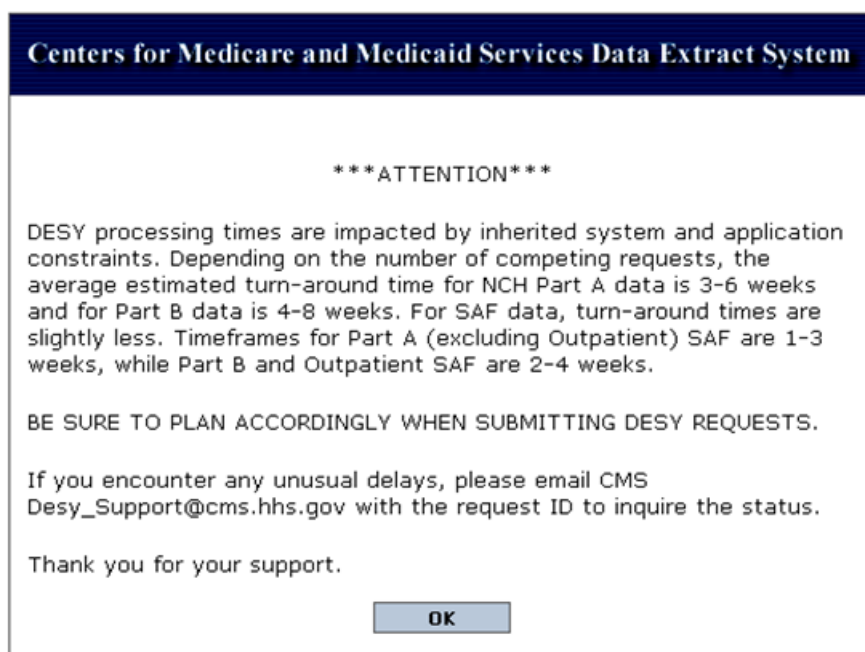 Centers for Medicare and Medicaid Services Data Extract System
***ATTENTION***
DESY processing times are impacted by inherited system and application
constraints. Depending on the number of competing requests, the
average estimated turn-around time for NCH Part A data is 3-6 weeks
and for Part B data is 4-8 weeks. For SAF data, turn-around times are
slightly less. Timeframes for Part A (excluding Outpatient) SAF are 1-3
weeks, while Part B and Outpatient SAF are 2-4 weeks.
BE SURE TO PLAN ACCORDINGLY WHEN SUBMITTING DESY REQUESTS.
If you encounter any unusual delays, please email CMS
Desy_Support@cms.hhs.gov with the request ID to inquire the status.
Thank you for your support.
OK